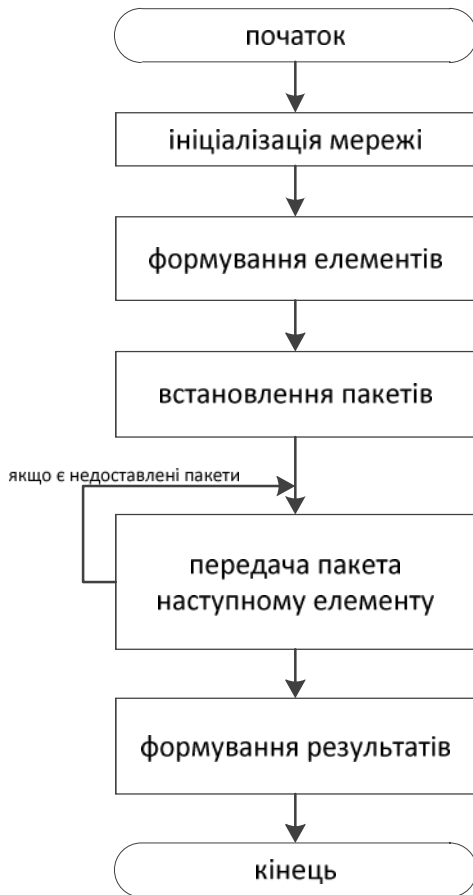 початок
ініціалізація мережі
формування елементів
встановлення пакетів
якщо є недоставлені пакети
передача пакета
наступному елементу
формування результатів
кінець